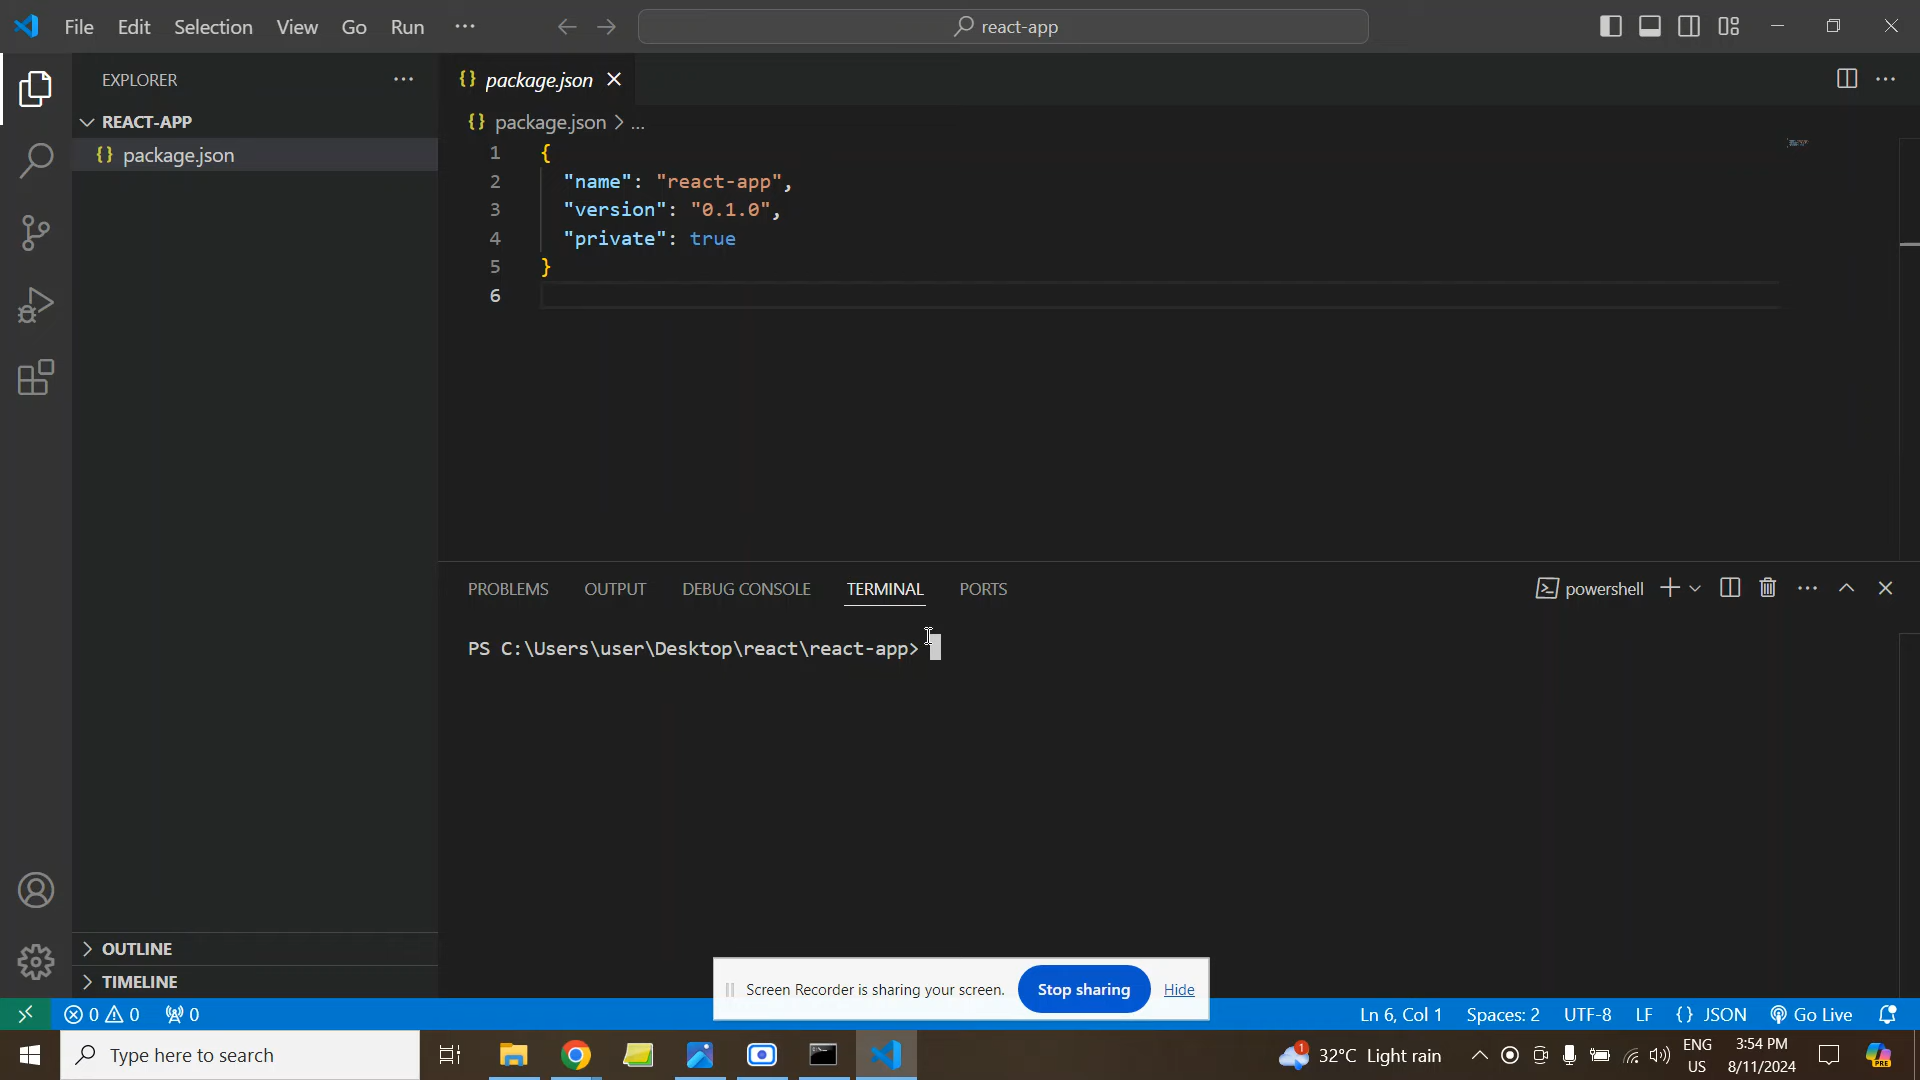 File Edit Selection View Go Run ··· react-app
EXPLORER ···
REACT-APP
{} package.json
{} package.json
{} package.json > ...
1 {
2 "name": "react-app",
3 "version": "0.1.0",
4 "private": true
5 }
6
PROBLEMS OUTPUT DEBUG CONSOLE TERMINAL PORTS powershell
PS C:\Users\user\Desktop\react\react-app>
OUTLINE
TIMELINE
Screen Recorder is sharing your screen. Stop sharing Hide
0 0 0 Ln 6, Col 1 Spaces: 2 UTF-8 LF {} JSON Go Live
Type here to search
1 32°C Light rain
ENG
US
3:54 PM
8/11/2024
PRE